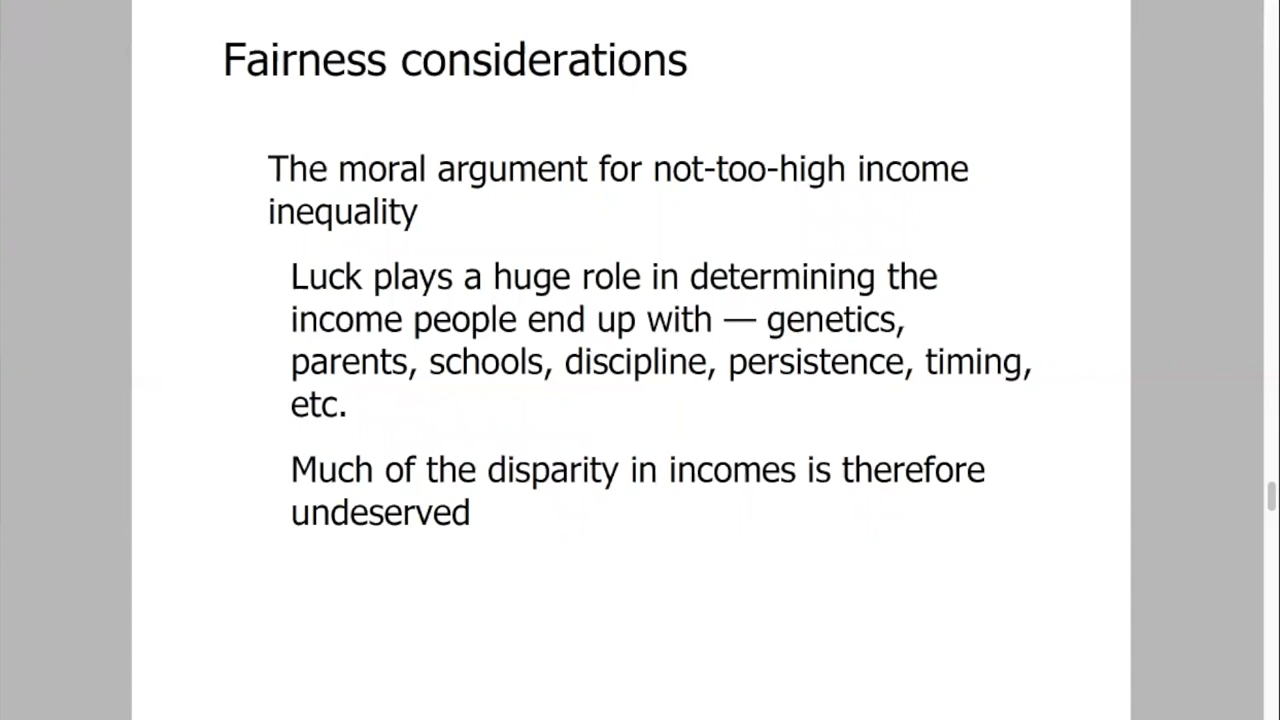 Fairness considerations
The moral argument for not-too-high income
inequality
Luck plays a huge role in determining the
income people end up with — genetics,
parents, schools, discipline, persistence, timing,
etc.
Much of the disparity in incomes is therefore
undeserved